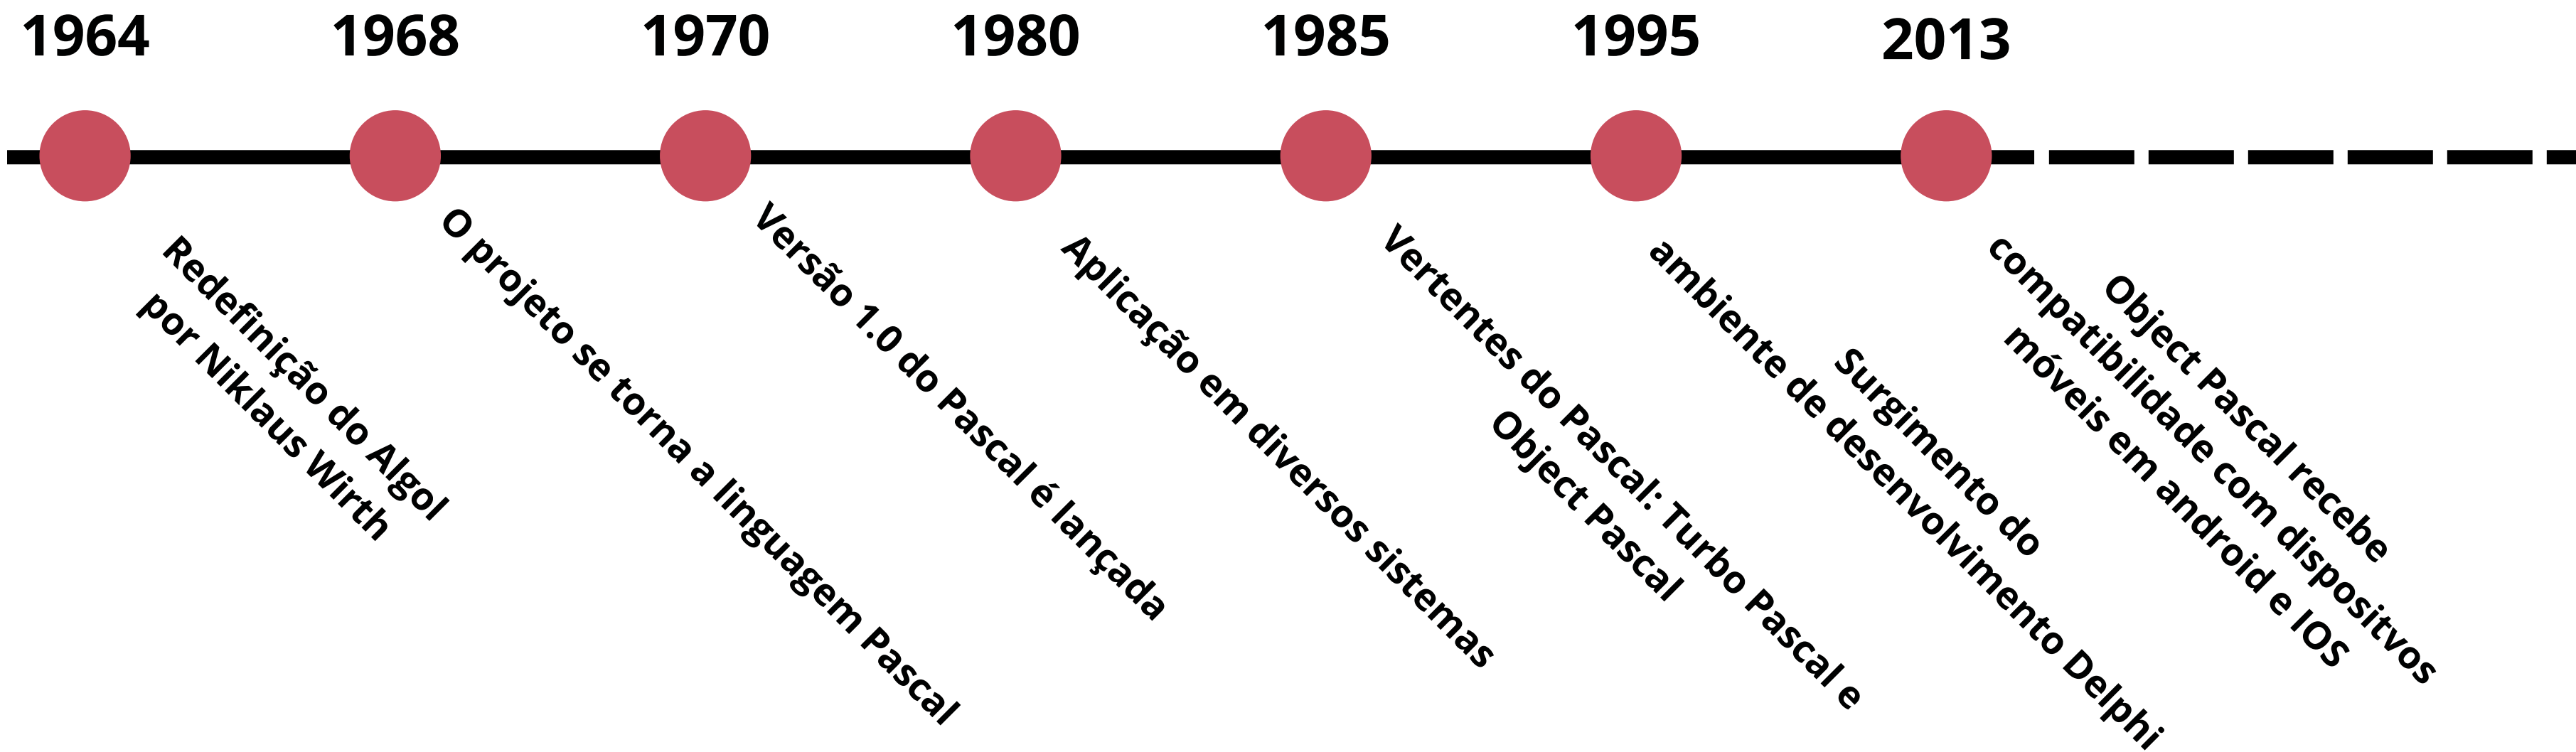 1964
1968
1970
1980
1985
1995
2013
Redefinição do Algol
por Niklaus Wirth
O projeto se torna a linguagem Pascal
Versão 1.0 do Pascal é lançada
Aplicação em diversos sistemas
Vertentes do Pascal: Turbo Pascal e
Object Pascal
Surgimento do
ambiente de desenvolvimento Delphi
Object Pascal recebe
compatibilidade com dispositvos
móveis em android e IOS